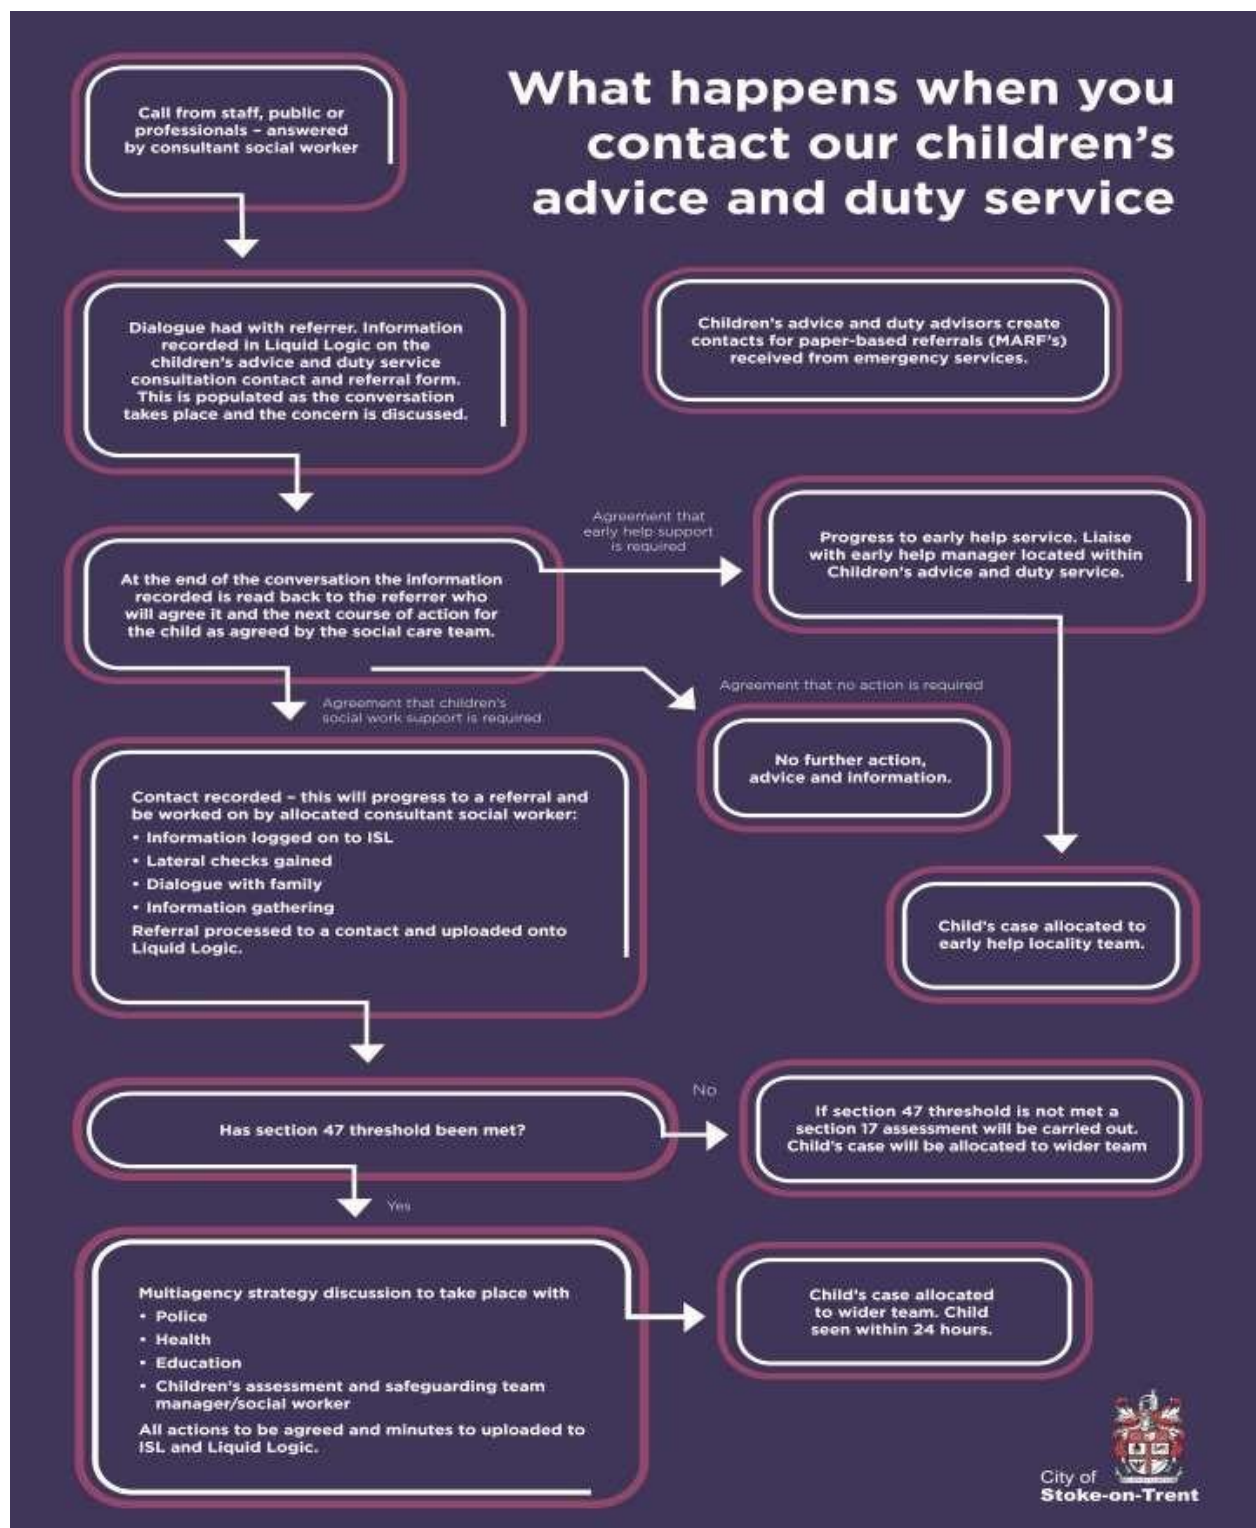 What happens when you
contact our children's
advice and duty service
Call from staff, public or
professionals – answered
by consultant social worker
Dialogue had with referrer. Information
recorded in Liquid Logic on the
children's advice and duty service
consultation contact and referral form.
This is populated as the conversation
takes place and the concern is discussed.
Children's advice and duty advisors create
contacts for paper-based referrals (MARF's)
received from emergency services.
At the end of the conversation the information
recorded is read back to the referrer who
will agree it and the next course of action for
the child as agreed by the social care team.
Agreement that
early help support
is required
Progress to early help service. Liaise
with early help manager located within
Children's advice and duty service.
Agreement that no action is required
No further action,
advice and information.
Child's case allocated to
early help locality team.
Agreement that children's
social work support is required
Contact recorded – this will progress to a referral and
be worked on by allocated consultant social worker:
• Information logged on to ISL
• Lateral checks gained
• Dialogue with family
• Information gathering
Referral processed to a contact and uploaded onto
Liquid Logic.
Has section 47 threshold been met?
No
If section 47 threshold is not met a
section 17 assessment will be carried out.
Child's case will be allocated to wider team
Yes
Multiagency strategy discussion to take place with
• Police
• Health
• Education
• Children's assessment and safeguarding team
manager/social worker
All actions to be agreed and minutes to uploaded to
ISL and Liquid Logic.
Child's case allocated
to wider team. Child
seen within 24 hours.
City of
Stoke-on-Trent